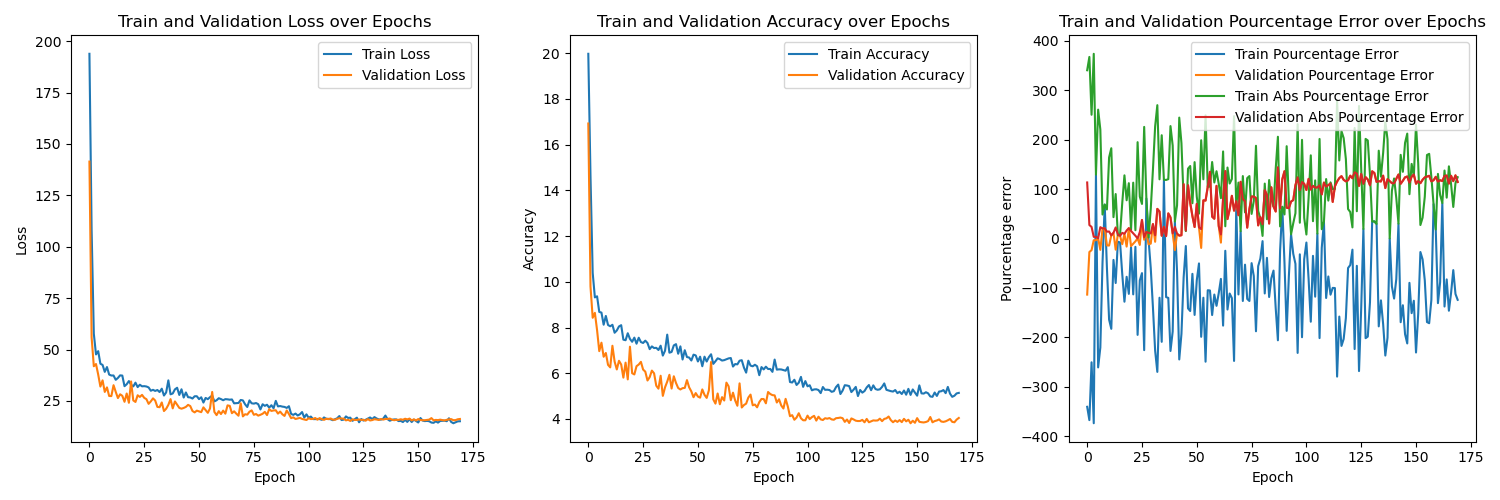 Train and Validation Loss over Epochs
Train Loss
Validation Loss
Loss
200
175
150
125
100
75
50
25
0 25 50 75 100 125 150 175
Epoch
Train and Validation Accuracy over Epochs
Train Accuracy
Validation Accuracy
Accuracy
20
18
16
14
12
10
8
6
4
0 25 50 75 100 125 150 175
Epoch
Train and Validation Pourcentage Error over Epochs
Train Pourcentage Error
Validation Pourcentage Error
Train Abs Pourcentage Error
Validation Abs Pourcentage Error
Pourcentage error
400
300
200
100
0
−100
−200
−300
−400
0 25 50 75 100 125 150 175
Epoch